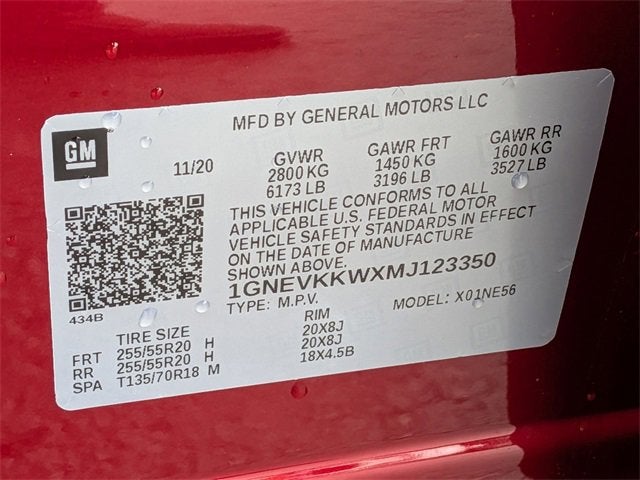 MFD BY GENERAL MOTORS LLC
GM
11/20 GVWR GAWR FRT GAWR RR
2800 KG 1450 KG 1600 KG
6173 LB 3196 LB 3527 LB
THIS VEHICLE CONFORMS TO ALL
APPLICABLE U.S. FEDERAL MOTOR
VEHICLE SAFETY STANDARDS IN EFFECT
ON THE DATE OF MANUFACTURE
SHOWN ABOVE.
1GNEVKKWXMJ123350
TYPE: M.P.V. MODEL: X01NE56
434B
TIRE SIZE RIM
FRT 255/55R20 H 20X8J
RR 255/55R20 H 20X8J
SPA T135/70R18 M 18X4.5B